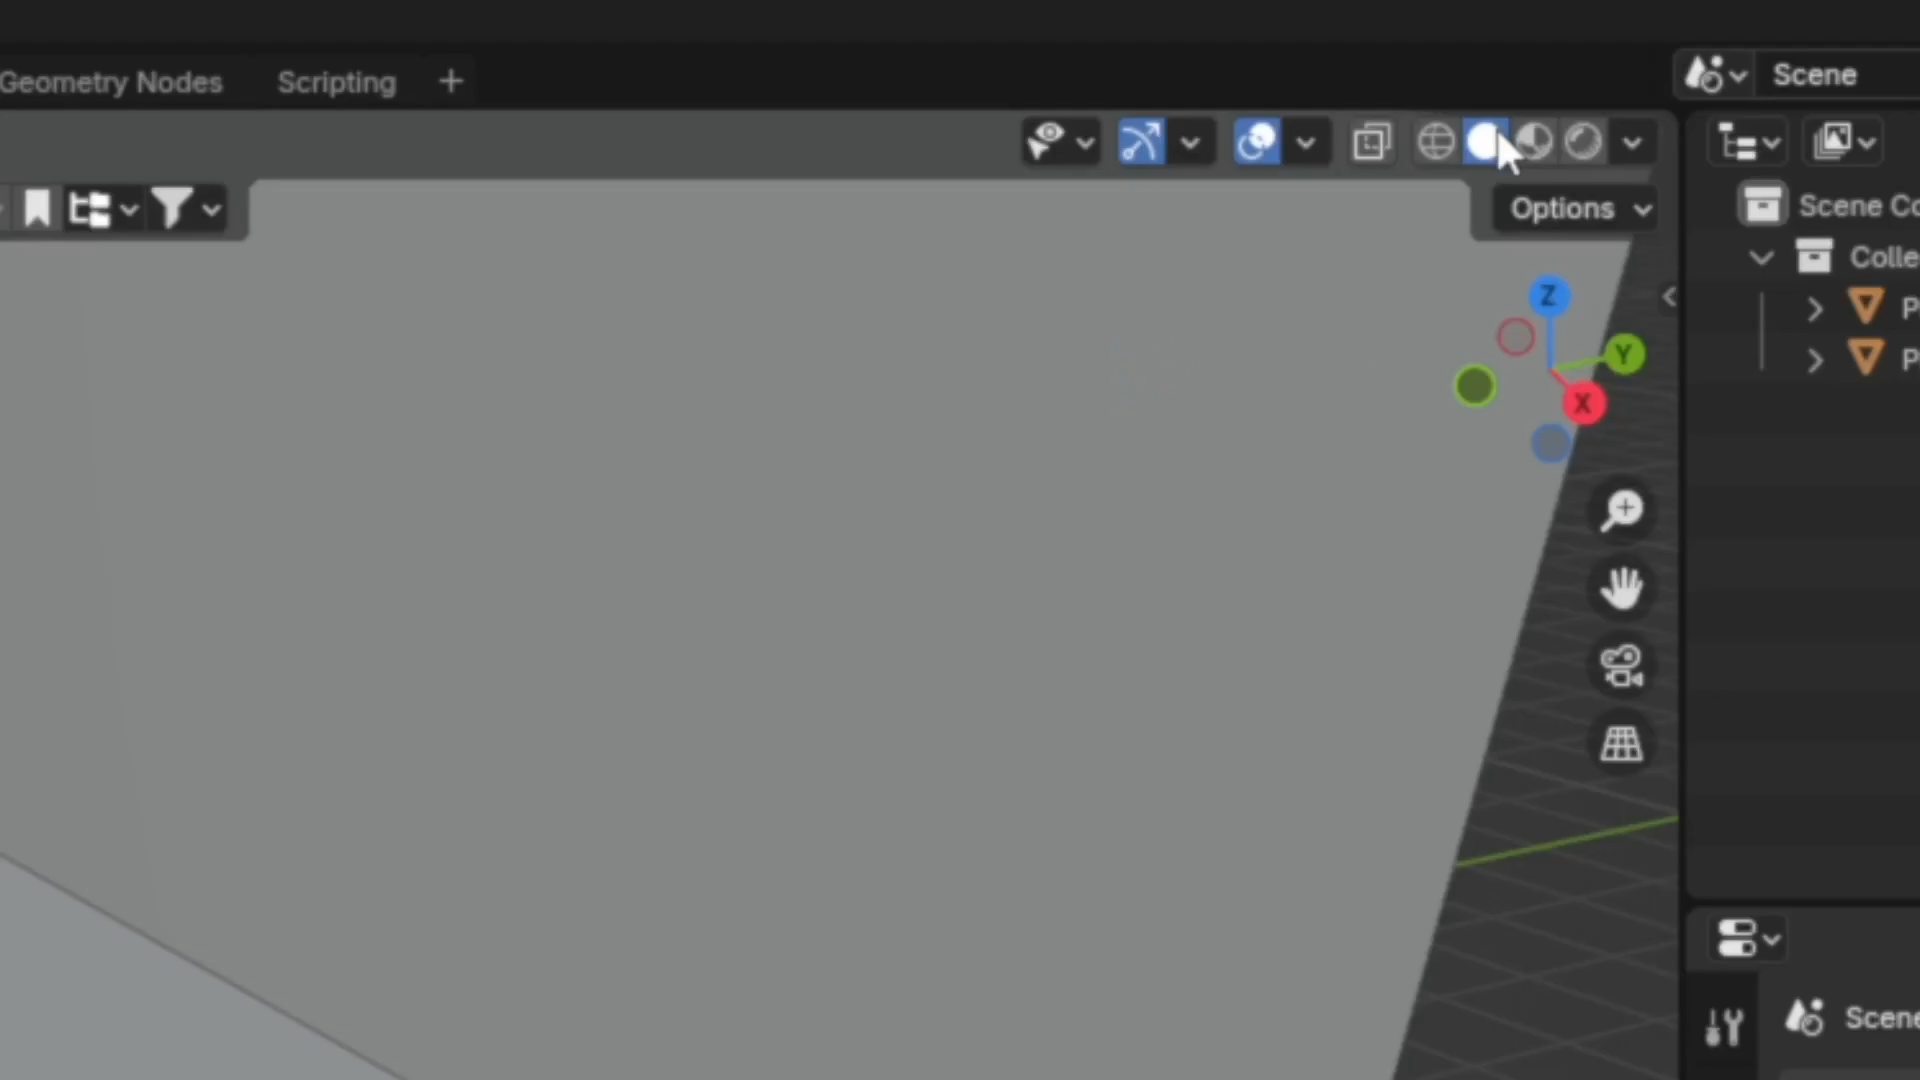 Geometry Nodes Scripting +
Scene
Options
Scene Co
Colle
P
P
Z
Y
X
Scene